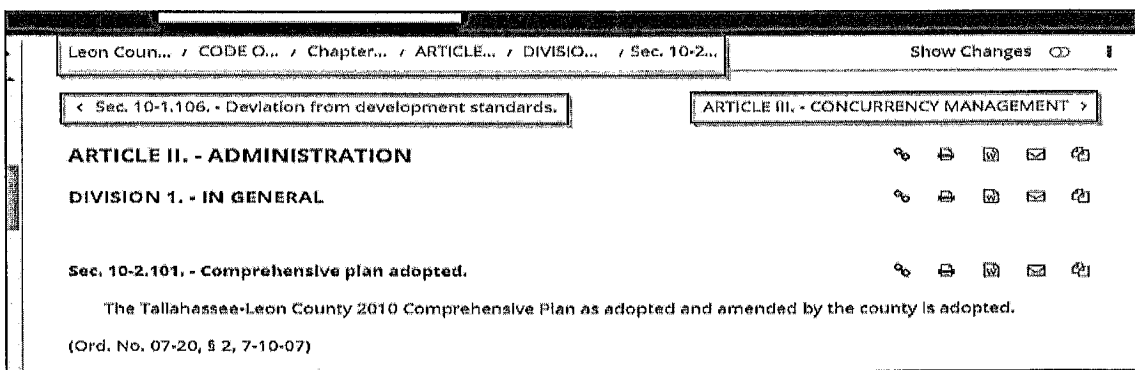 Leon Coun... / CODE O... / Chapter... / ARTICLE... / DIVISIO... / Sec. 10-2... Show Changes
< Sec. 10-1.106. - Deviation from development standards. ARTICLE III. - CONCURRENCY MANAGEMENT >
ARTICLE II. - ADMINISTRATION
DIVISION 1. - IN GENERAL
Sec. 10-2.101. - Comprehensive plan adopted.
The Tallahassee-Leon County 2010 Comprehensive Plan as adopted and amended by the county is adopted.
(Ord. No. 07-20, § 2, 7-10-07)